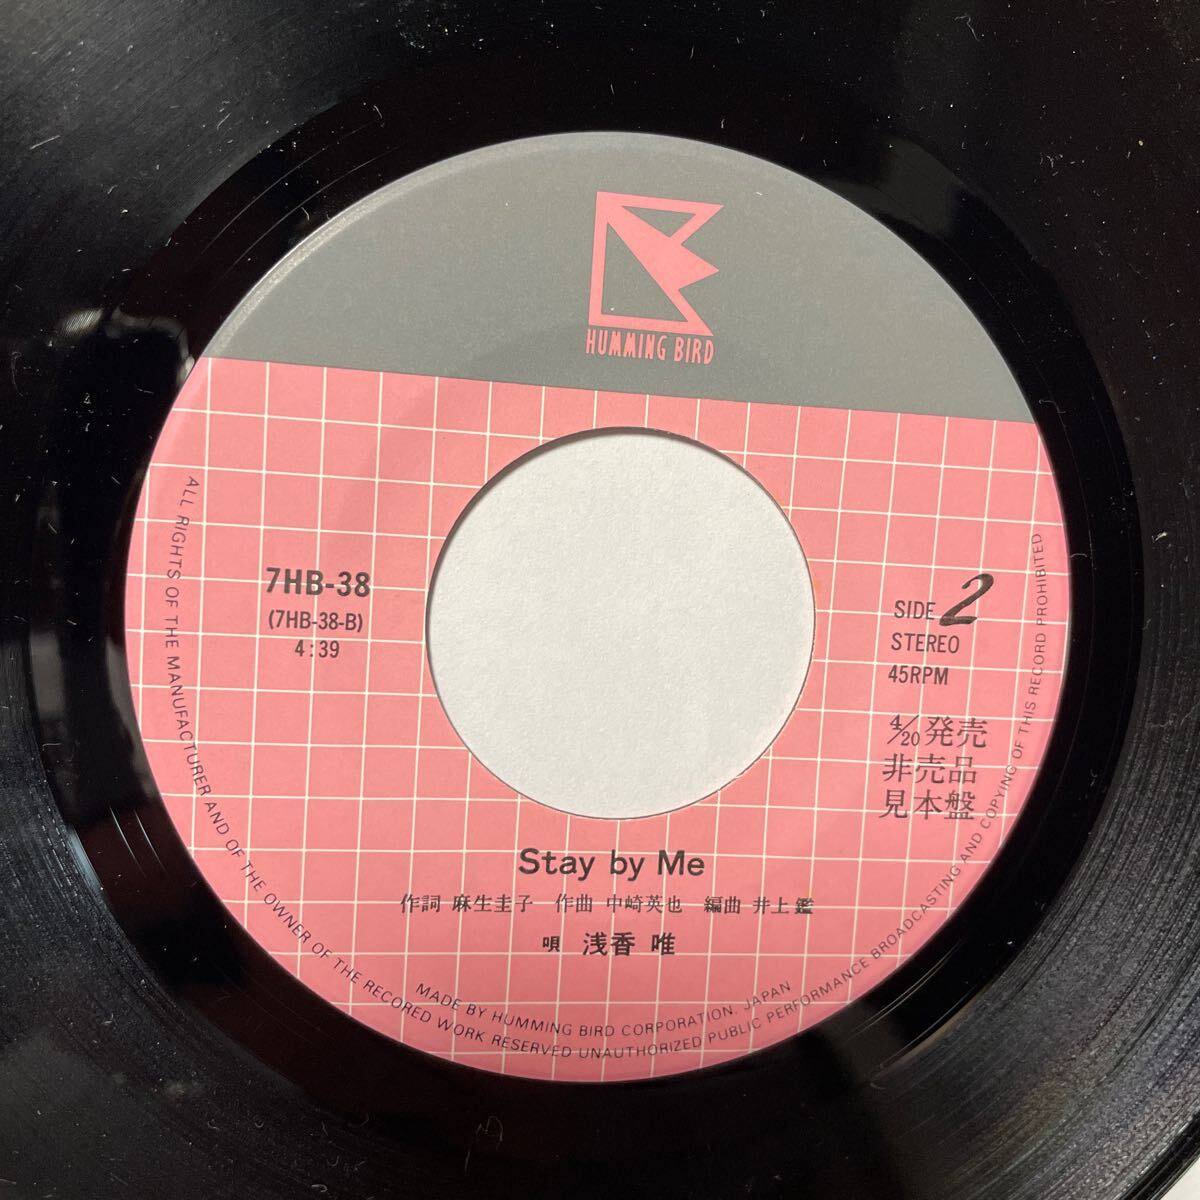 HUMMING BIRD
7HB-38
(7HB-38-B)
4:39
SIDE 2
STEREO
45RPM
4/20 発売
非売品
見本盤
Stay by Me
作詞 麻生圭子 作曲 中崎英也 編曲 井上鑑
唄 浅香 唯
MADE BY HUMMING BIRD CORPORATION, JAPAN
ALL RIGHTS OF THE MANUFACTURER AND OF THE OWNER OF THE RECORDED WORK RESERVED UNAUTHORIZED PUBLIC PERFORMANCE BROADCASTING AND COPYING OF THIS RECORD PROHIBITED